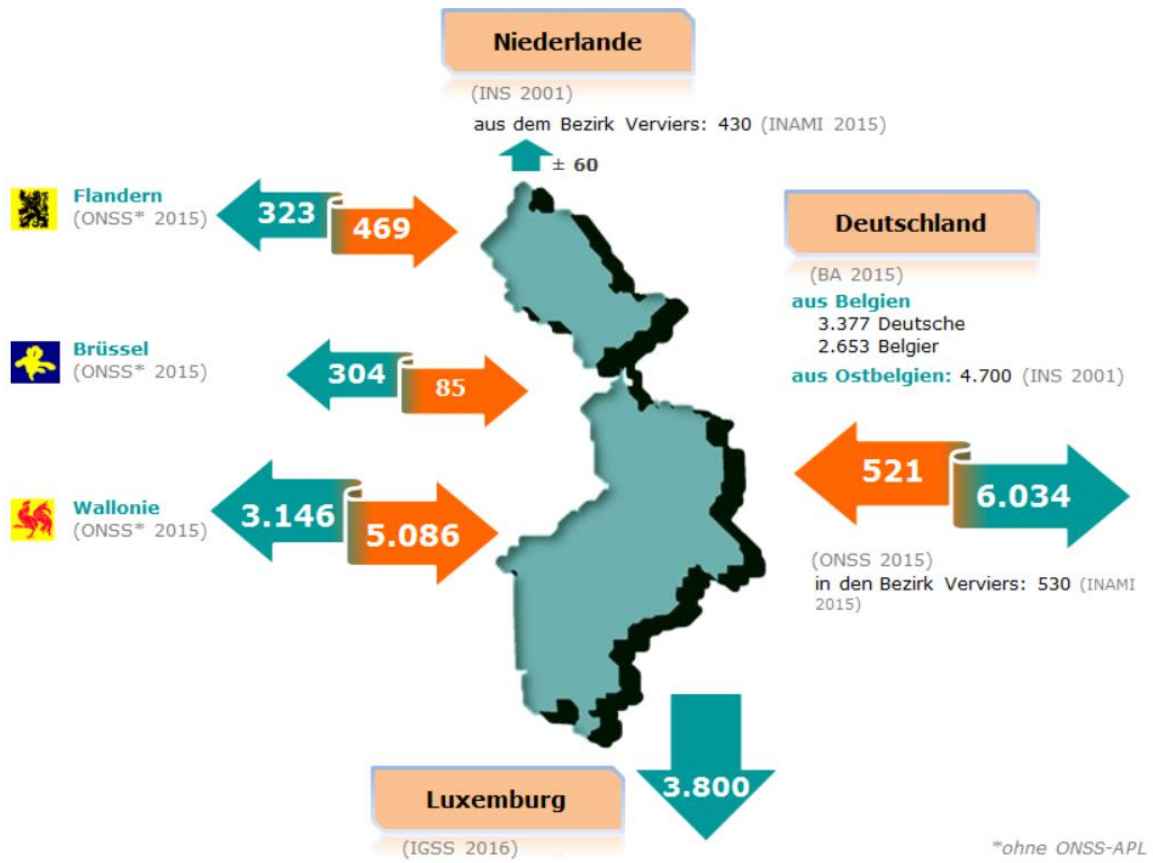 Niederlande
(INS 2001)
aus dem Bezirk Verviers: 430 (INAMI 2015)
± 60
Flandern
(ONSS* 2015)
323
469
Deutschland
(BA 2015)
aus Belgien
3.377 Deutsche
2.653 Belgier
aus Ostbelgien: 4.700 (INS 2001)
Brüssel
(ONSS* 2015)
304
85
521
6.034
Wallonie
(ONSS* 2015)
3.146
5.086
(ONSS 2015)
in den Bezirk Verviers: 530 (INAMI
2015)
3.800
Luxemburg
(IGSS 2016)
*ohne ONSS-APL